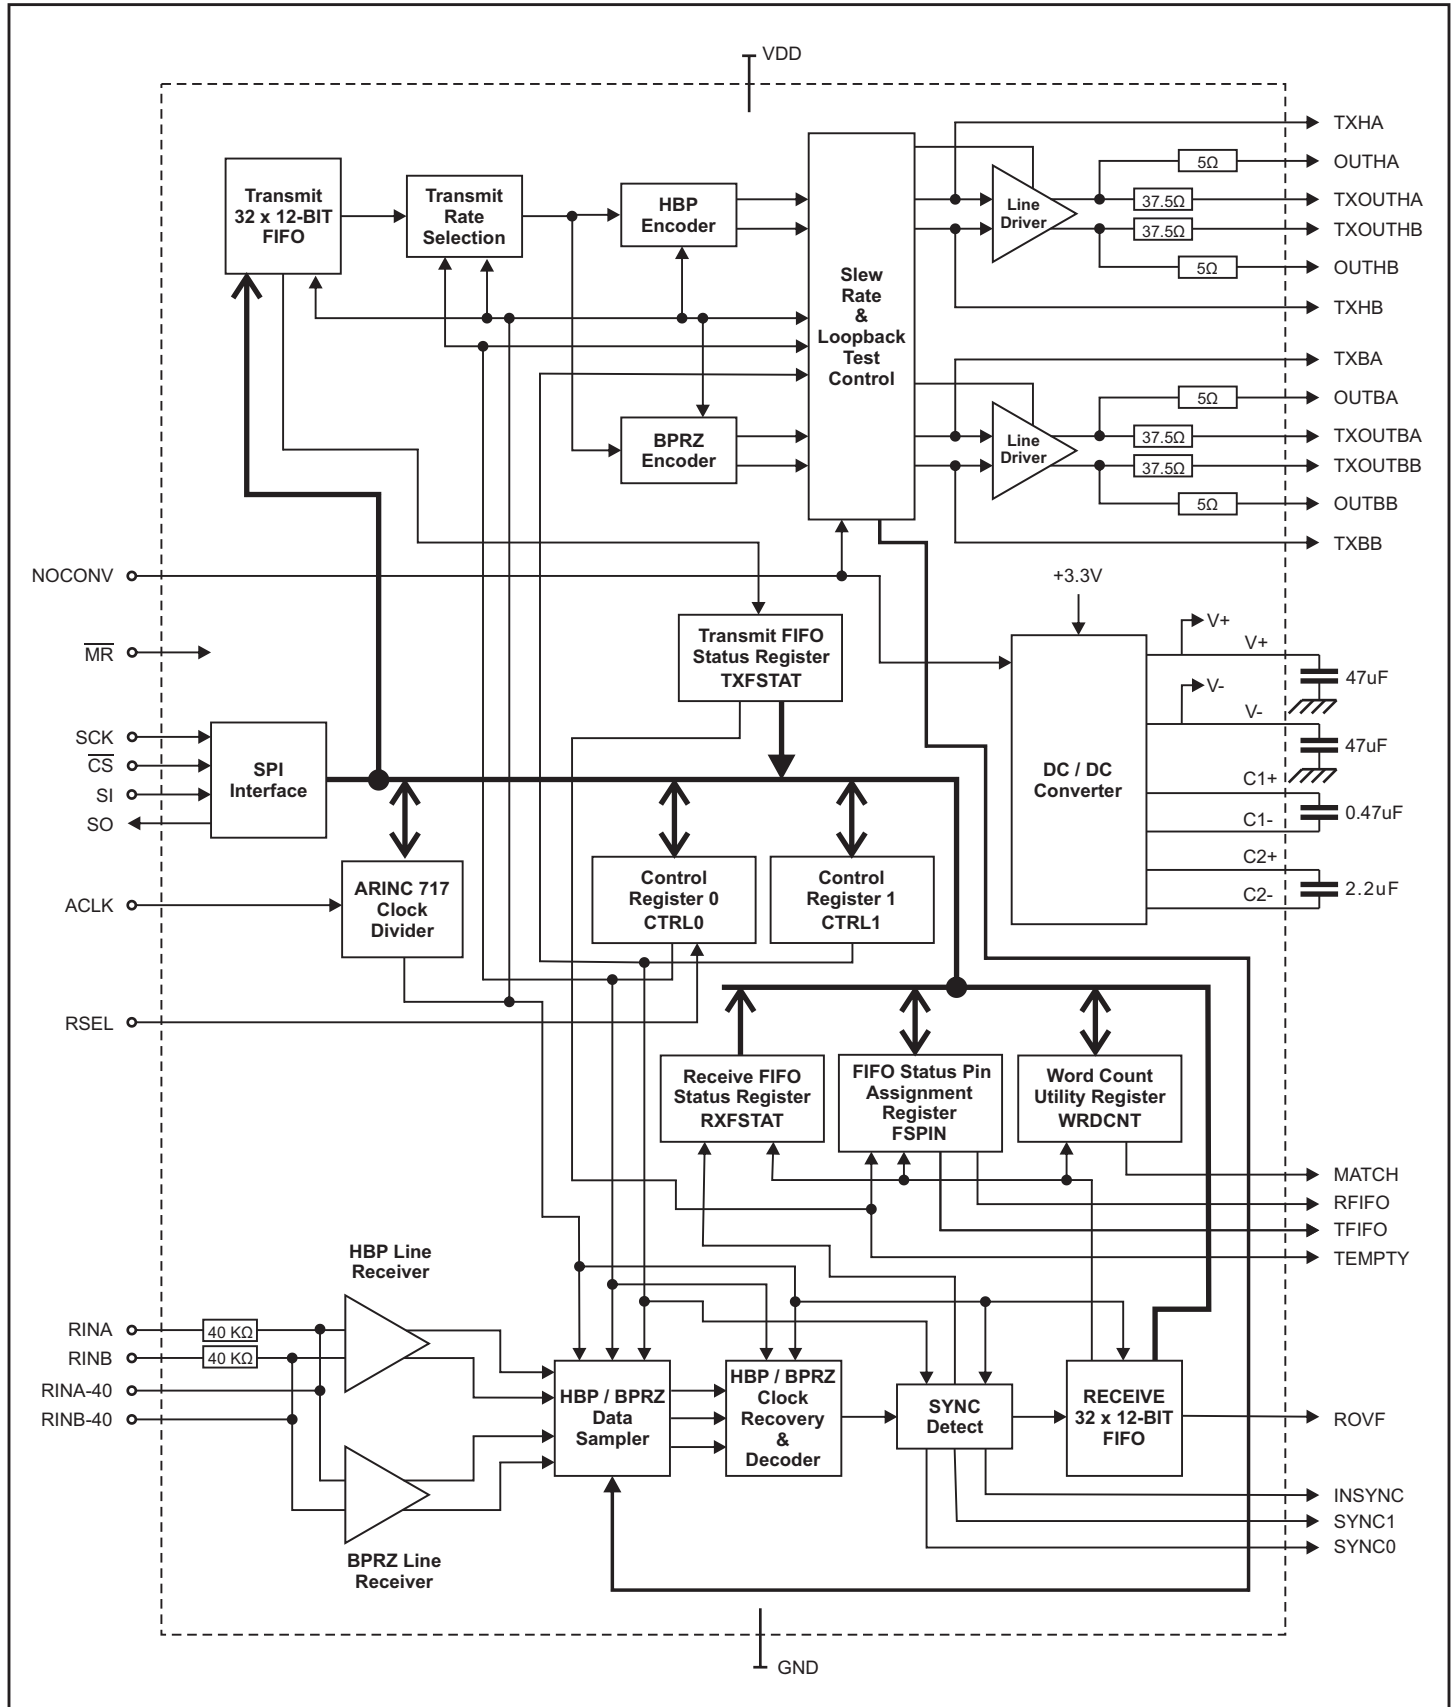 VDD
TXHA
OUTHA
5Ω
TXOUTHA
37.5Ω
TXOUTHB
37.5Ω
OUTHB
5Ω
TXHB
Transmit
32 x 12-BIT
FIFO
Transmit
Rate
Selection
HBP
Encoder
Slew
Rate
&
Loopback
Test
Control
Line
Driver
TXBA
OUTBA
5Ω
TXOUTBA
37.5Ω
TXOUTBB
37.5Ω
OUTBB
5Ω
TXBB
BPRZ
Encoder
Line
Driver
NOCONV
+3.3V
MR
Transmit FIFO
Status Register
TXFSTAT
V+
V+
47uF
V-
V-
47uF
DC / DC
Converter
C1+
C1-
0.47uF
C2+
C2-
2.2uF
SCK
CS
SI
SO
SPI
Interface
ACLK
ARINC 717
Clock
Divider
Control
Register 0
CTRL0
Control
Register 1
CTRL1
RSEL
Receive FIFO
Status Register
RXFSTAT
FIFO Status Pin
Assignment
Register
FSPIN
Word Count
Utility Register
WRDCNT
MATCH
RFIFO
TFIFO
TEMPTY
HBP Line
Receiver
RINA
40 KΩ
RINB
40 KΩ
RINA-40
RINB-40
HBP / BPRZ
Data
Sampler
HBP / BPRZ
Clock
Recovery
&
Decoder
SYNC
Detect
RECEIVE
32 x 12-BIT
FIFO
ROVF
INSYNC
SYNC1
SYNC0
BPRZ Line
Receiver
GND